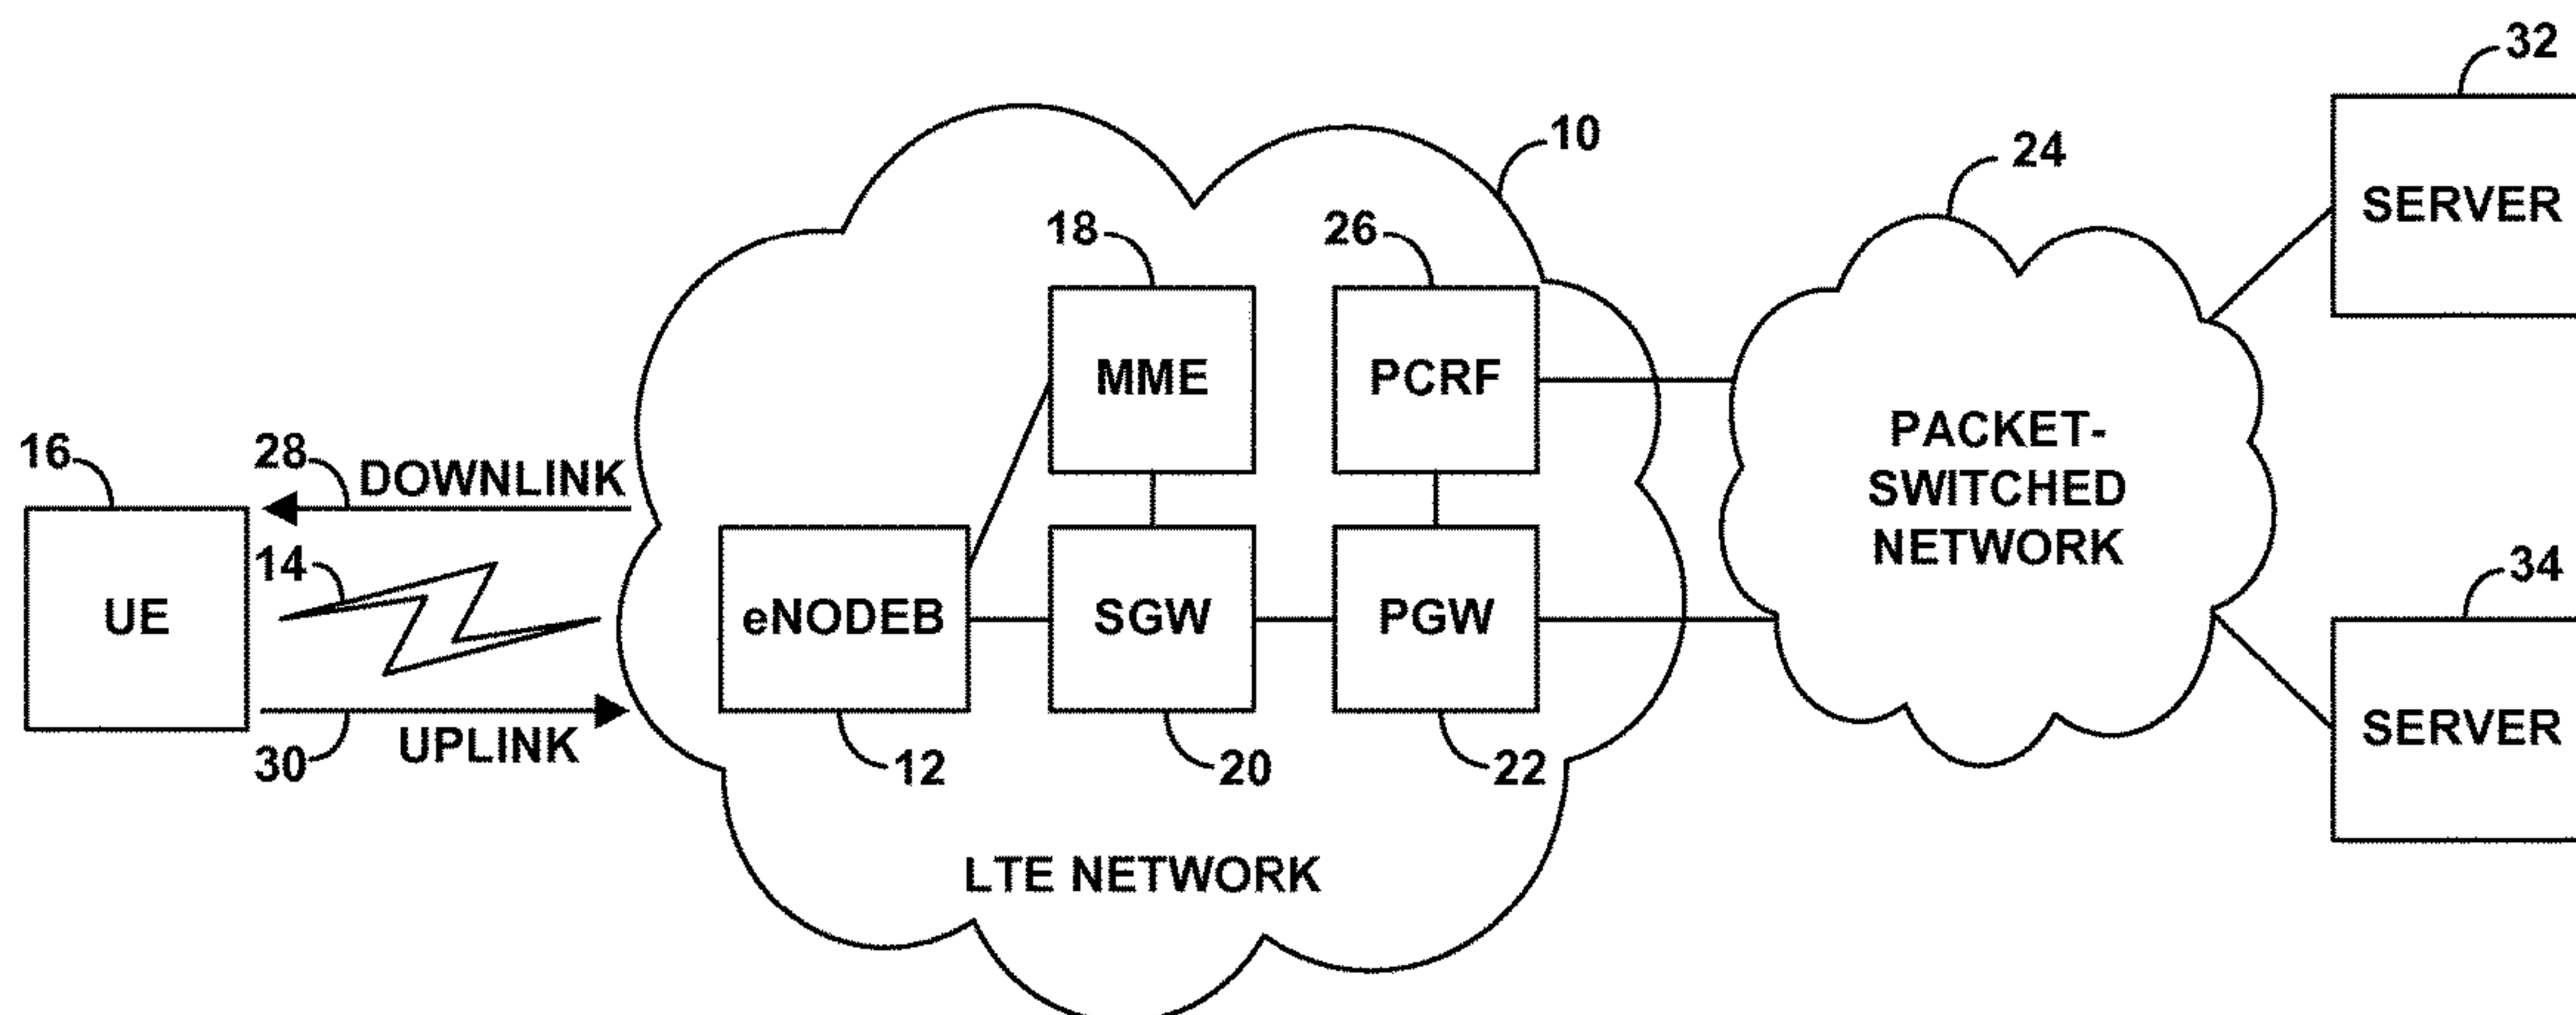 32
10
24
SERVER
18
26
MME
PCRF
PACKET-
SWITCHED
NETWORK
16
28
DOWNLINK
14
34
UE
eNODEB
SGW
PGW
SERVER
30
UPLINK
12
20
22
LTE NETWORK